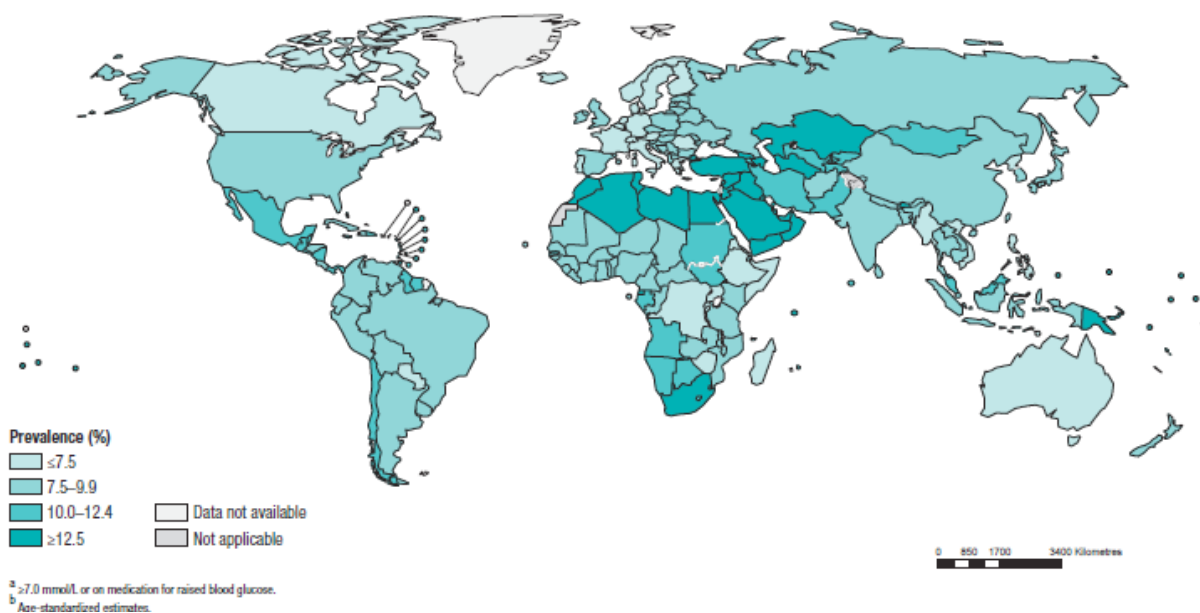 Prevalence (%)
≤7.5
7.5–9.9
10.0–12.4
≥12.5
Data not available
Not applicable
0 850 1700 3400 Kilometres
a ≥7.0 mmol/L or on medication for raised blood glucose.
b Age-standardized estimates.